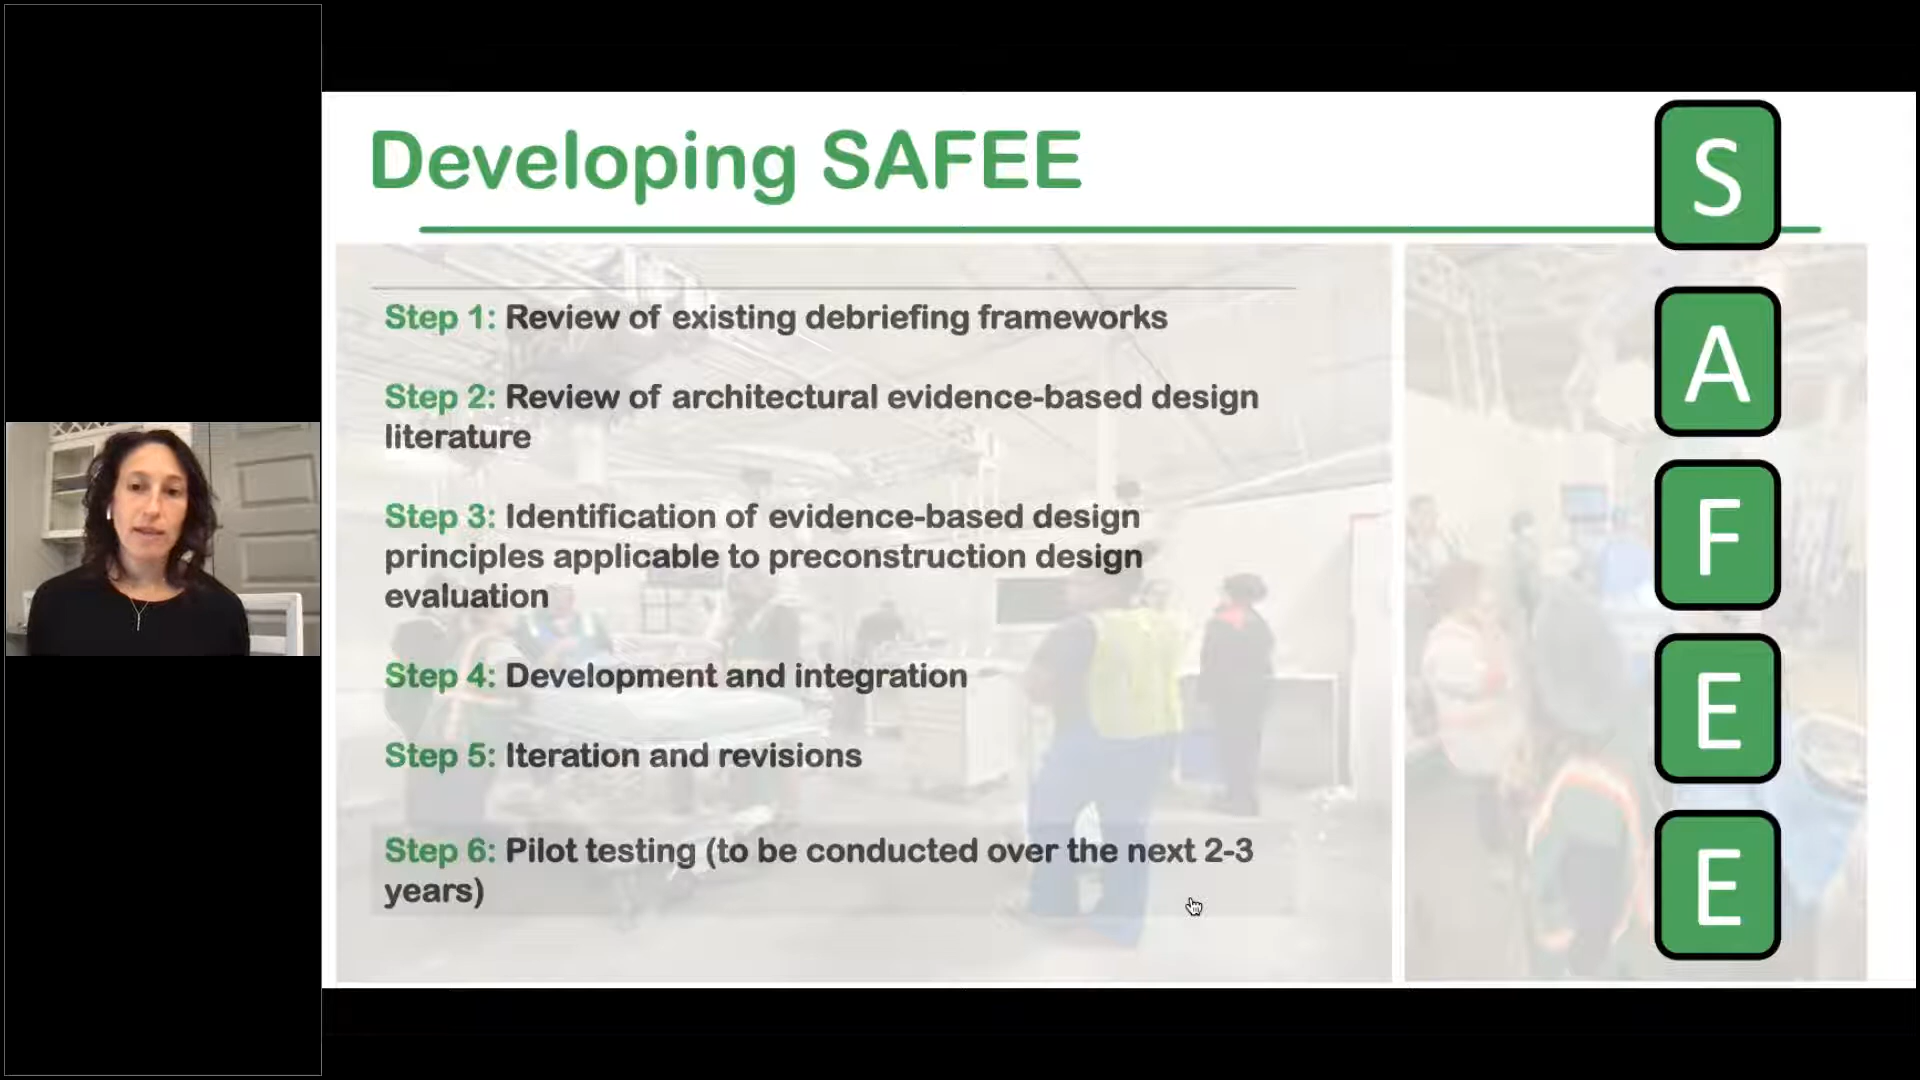 Developing SAFEE
Step 1: Review of existing debriefing frameworks
Step 2: Review of architectural evidence-based design
literature
Step 3: Identification of evidence-based design
principles applicable to preconstruction design
evaluation
Step 4: Development and integration
Step 5: Iteration and revisions
Step 6: Pilot testing (to be conducted over the next 2-3
years)
S
A
F
E
E